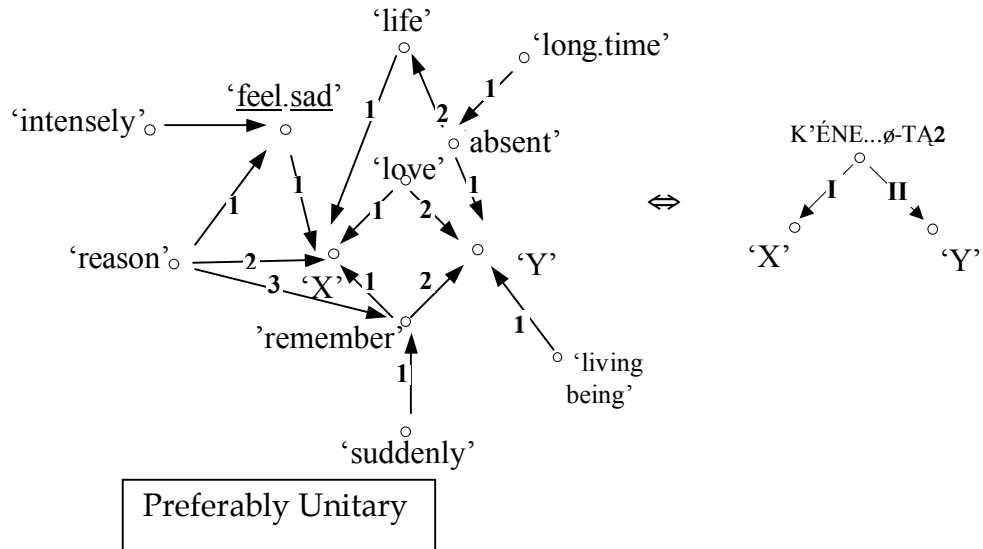 ‘life’
‘long.time’
‘feel.sad’
‘intensely’
1
1
2
absent’
K’ÉNE...ø-TĄ2
‘love’
1
1
1
1
2
I
II
⇔
‘reason’
2
‘X’
‘Y’
‘X’
‘Y’
3
1
2
’remember’
1
1
‘living
being’
‘suddenly’
Preferably Unitary